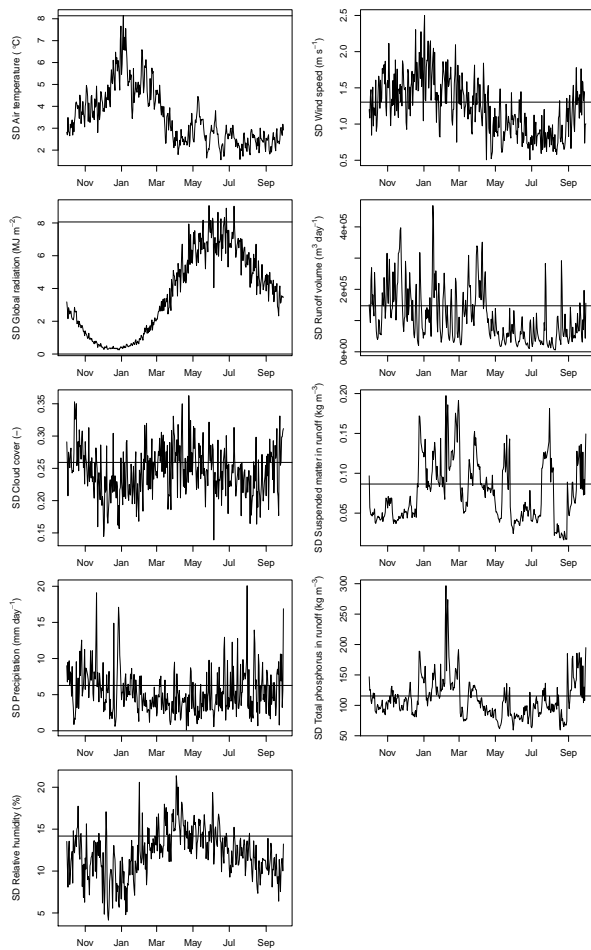 SD Air temperature (°C)
2 3 4 5 6 7 8
Nov Jan Mar May Jul Sep
SD Wind speed (m s⁻¹)
0.5 1.0 1.5 2.0 2.5
Nov Jan Mar May Jul Sep
SD Global radiation (MJ m⁻²)
0 2 4 6 8
Nov Jan Mar May Jul Sep
SD Runoff volume (m³ day⁻¹)
0e+00 2e+05 4e+05
Nov Jan Mar May Jul Sep
SD Cloud cover (−)
0.15 0.20 0.25 0.30 0.35
Nov Jan Mar May Jul Sep
SD Suspended matter in runoff (kg m⁻³)
0.05 0.10 0.15 0.20
Nov Jan Mar May Jul Sep
SD Precipitation (mm day⁻¹)
0 5 10 15 20
Nov Jan Mar May Jul Sep
SD Total phosphorus in runoff (kg m⁻³)
50 100 150 200 250 300
Nov Jan Mar May Jul Sep
SD Relative humidity (%)
5 10 15 20
Nov Jan Mar May Jul Sep